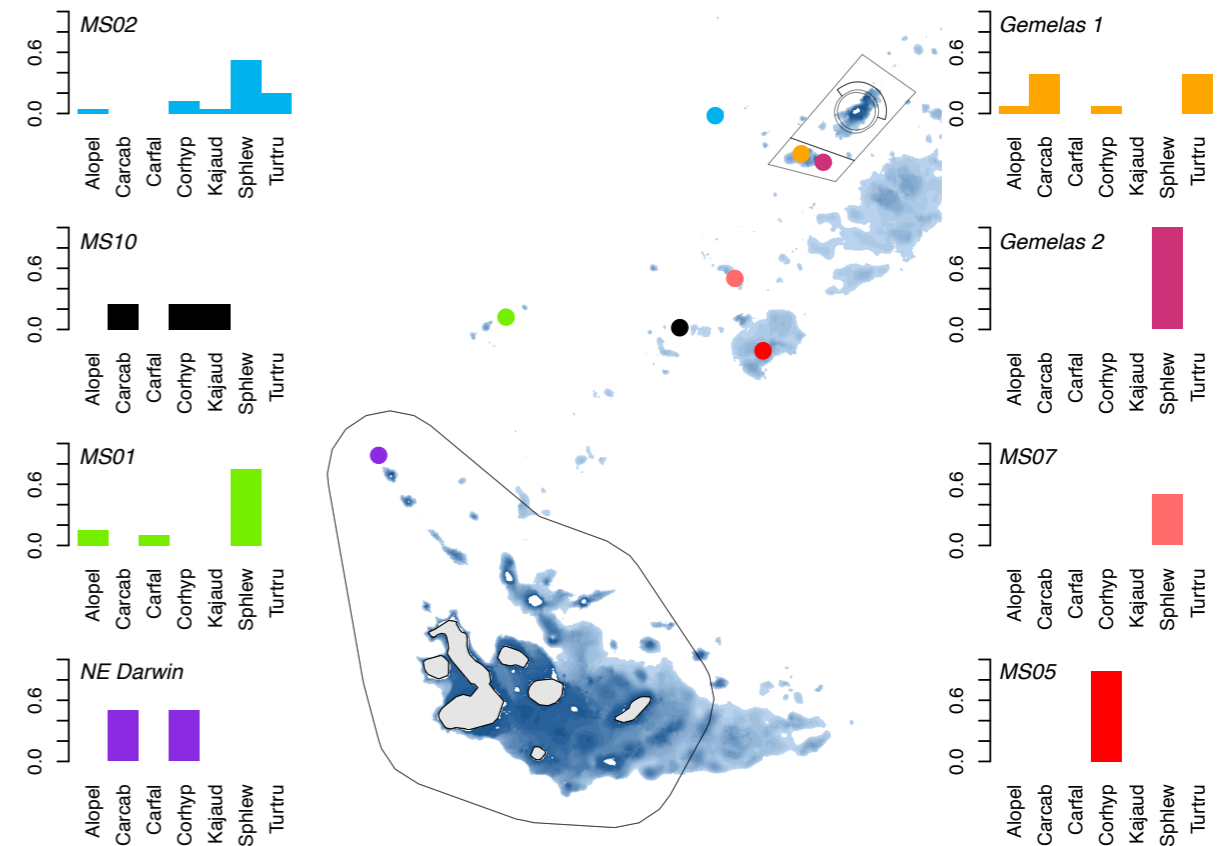 MS02
0.6
0.0
Alopel
Carcab
Carfal
Corhyp
Kajaud
Sphlew
Turtru
MS10
0.6
0.0
Alopel
Carcab
Carfal
Corhyp
Kajaud
Sphlew
Turtru
MS01
0.6
0.0
Alopel
Carcab
Carfal
Corhyp
Kajaud
Sphlew
Turtru
NE Darwin
0.6
0.0
Alopel
Carcab
Carfal
Corhyp
Kajaud
Sphlew
Turtru
Gemelas 1
0.6
0.0
Alopel
Carcab
Carfal
Corhyp
Kajaud
Sphlew
Turtru
Gemelas 2
0.6
0.0
Alopel
Carcab
Carfal
Corhyp
Kajaud
Sphlew
Turtru
MS07
0.6
0.0
Alopel
Carcab
Carfal
Corhyp
Kajaud
Sphlew
Turtru
MS05
0.6
0.0
Alopel
Carcab
Carfal
Corhyp
Kajaud
Sphlew
Turtru